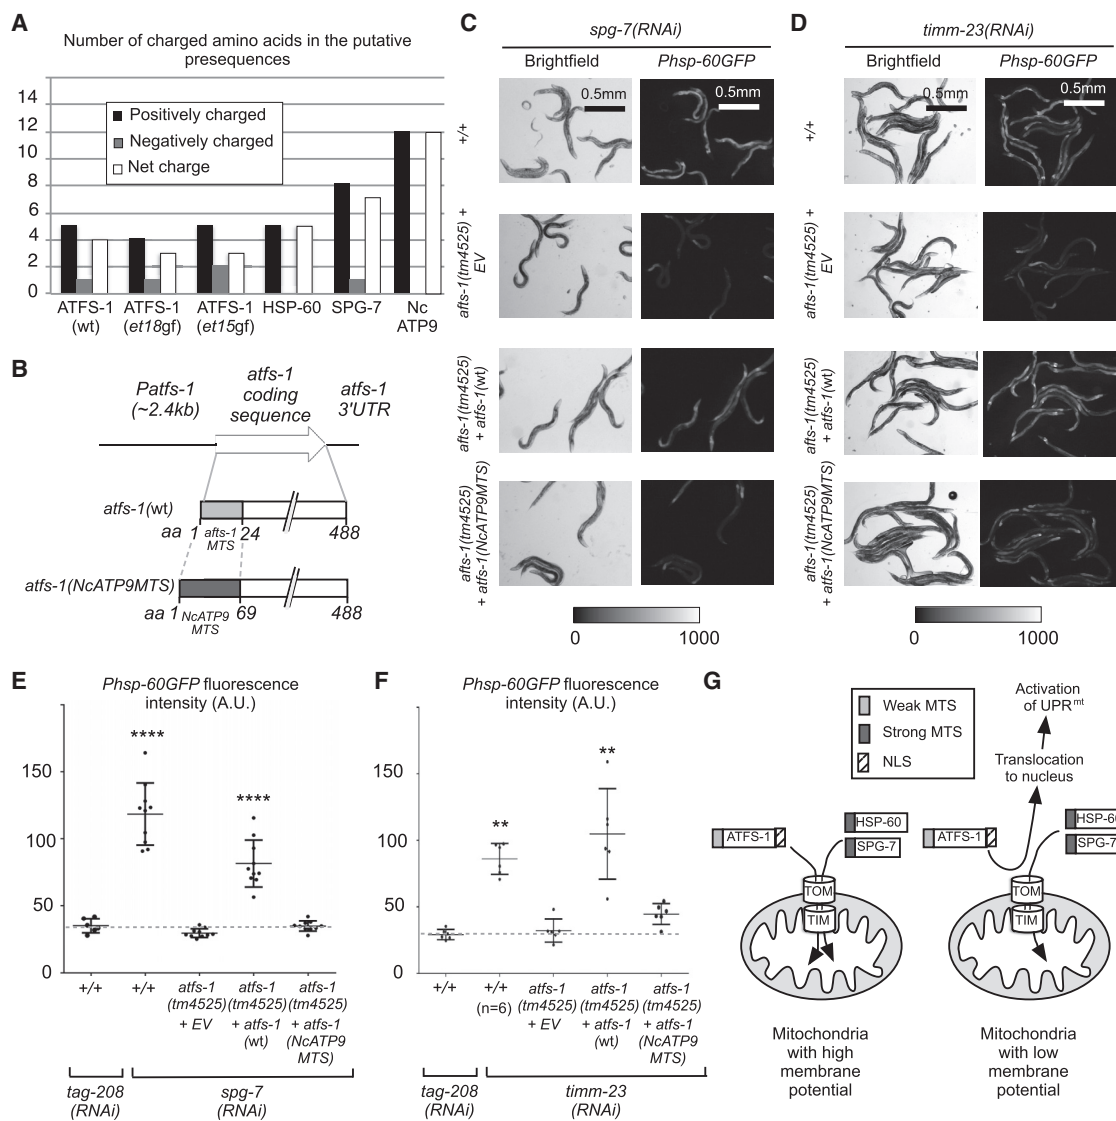 A
Number of charged amino acids in the putative
presequences
14
12
10
8
6
4
2
0
Positively charged
Negatively charged
Net charge
ATFS-1
(wt)
ATFS-1
(et18gf)
ATFS-1
(et15gf)
HSP-60
SPG-7
Nc
ATP9
B
Patfs-1
(~2.4kb)
atfs-1
coding
sequence
atfs-1
3'UTR
atfs-1(wt)
aa 1 afts-1 24 488
MTS
atfs-1(NcATP9MTS)
aa 1 NcATP9 69 488
MTS
C
spg-7(RNAi)
Brightfield Phsp-60GFP
0.5mm 0.5mm
+/+
afts-1(tm4525) +
EV
afts-1(tm4525)
+ atfs-1(wt)
afts-1(tm4525)
+ atfs-1(NcATP9MTS)
0 1000
D
timm-23(RNAi)
Brightfield Phsp-60GFP
0.5mm 0.5mm
+/+
afts-1(tm4525) +
EV
afts-1(tm4525)
+ atfs-1(wt)
afts-1(tm4525)
+ atfs-1(NcATP9MTS)
0 1000
E
Phsp-60GFP fluorescence
intensity (A.U.)
150
100
50
0
****
****
+/+
+/+
atfs-1
(tm4525)
+ EV
atfs-1
(tm4525)
+ atfs-1
(wt)
atfs-1
(tm4525)
+ atfs-1
(NcATP9
MTS)
tag-208
(RNAi)
spg-7
(RNAi)
F
Phsp-60GFP fluorescence
intensity (A.U.)
150
100
50
0
**
**
+/+
+/+
(n=6)
atfs-1
(tm4525)
+ EV
atfs-1
(tm4525)
+ atfs-1
(wt)
atfs-1
(tm4525)
+ atfs-1
(NcATP9
MTS)
tag-208
(RNAi)
timm-23
(RNAi)
G
Weak MTS
Strong MTS
NLS
Activation
of UPRmt
Translocation
to nucleus
ATFS-1
HSP-60
SPG-7
TOM
TIM
Mitochondria
with high
membrane
potential
ATFS-1
HSP-60
SPG-7
TOM
TIM
Mitochondria
with low
membrane
potential